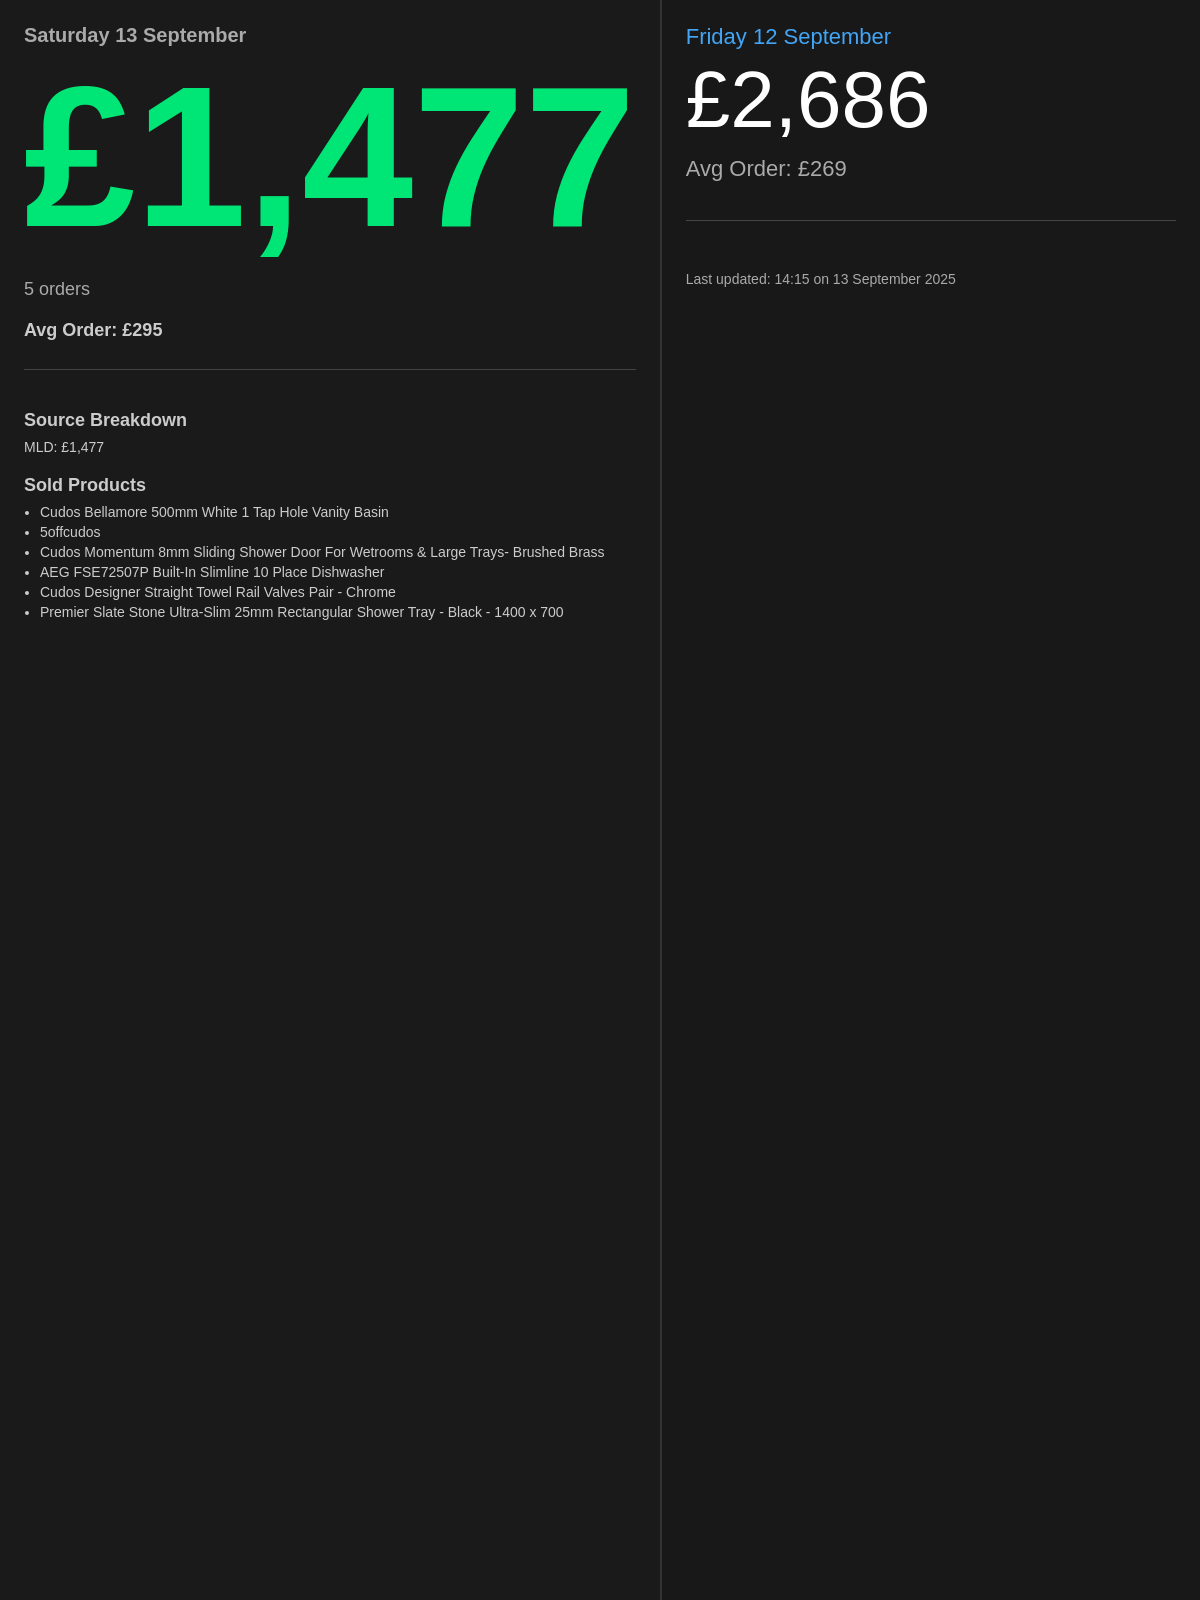 Saturday 13 September
£1,477
5 orders
Avg Order: £295
Source Breakdown
MLD: £1,477
Sold Products
• Cudos Bellamore 500mm White 1 Tap Hole Vanity Basin
• 5offcudos
• Cudos Momentum 8mm Sliding Shower Door For Wetrooms & Large Trays- Brushed Brass
• AEG FSE72507P Built-In Slimline 10 Place Dishwasher
• Cudos Designer Straight Towel Rail Valves Pair - Chrome
• Premier Slate Stone Ultra-Slim 25mm Rectangular Shower Tray - Black - 1400 x 700
Friday 12 September
£2,686
Avg Order: £269
Last updated: 14:15 on 13 September 2025